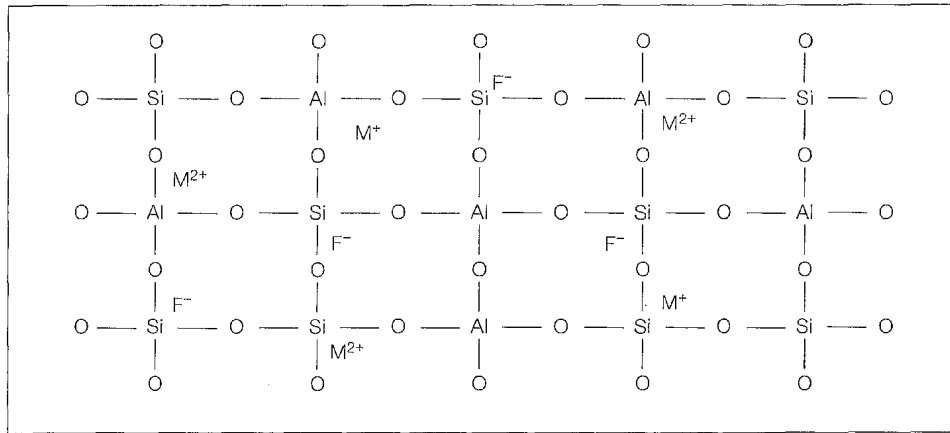 O O O O O
F⁻
O — Si — O — Al — O — Si — O — Al — O — Si — O
M⁺ M²⁺
O O O O O
M²⁺
O — Al — O — Si — O — Al — O — Si — O — Al — O
F⁻ F⁻
O O O O O
F⁻ M⁺
O — Si — O — Si — O — Al — O — Si — O — Si — O
M²⁺
O O O O O